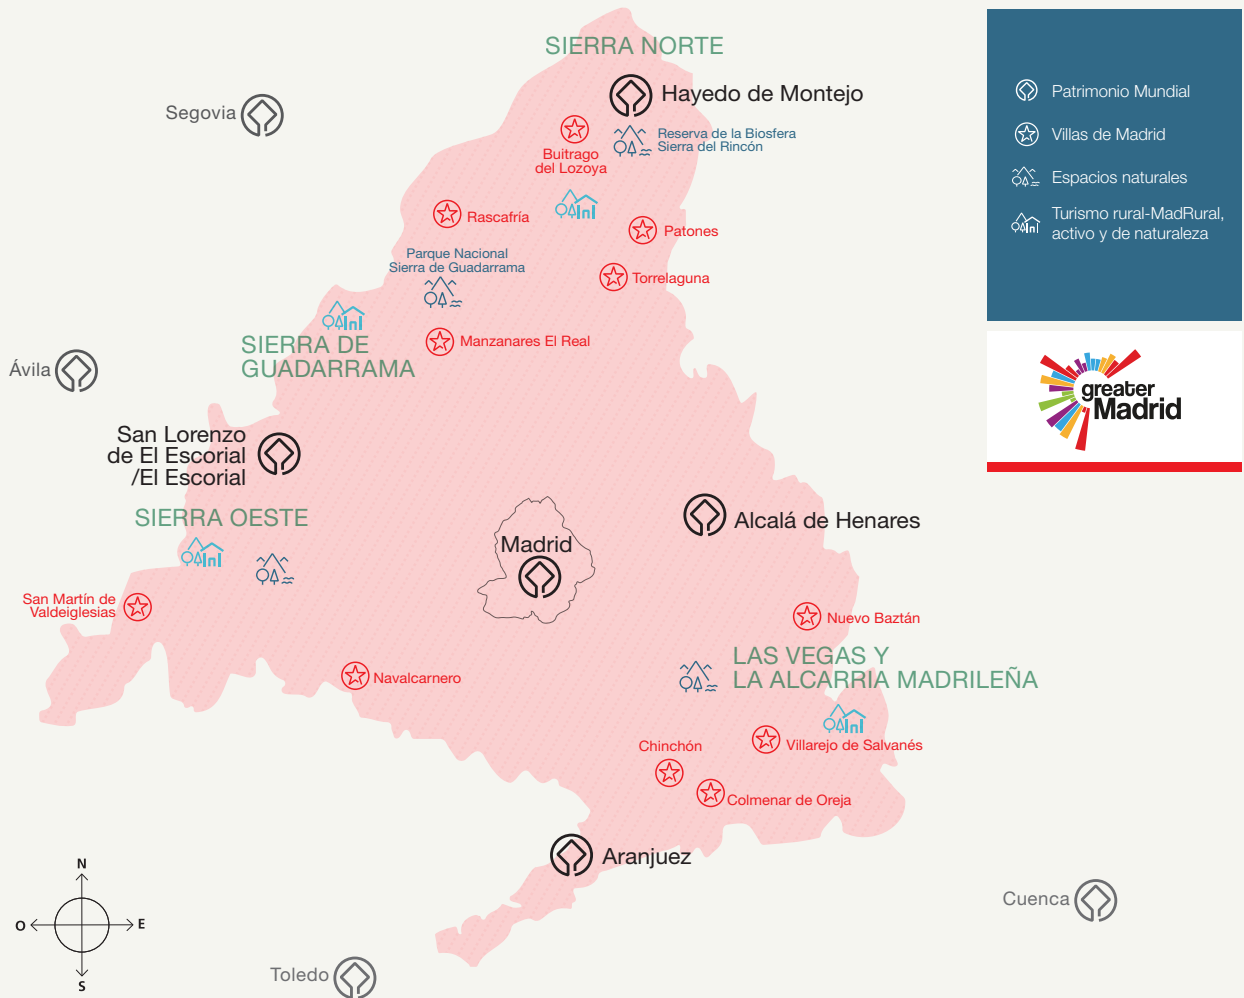 SIERRA NORTE
Hayedo de Montejo
Segovia
Reserva de la Biosfera
Sierra del Rincón
Buitrago
del Lozoya
Rascafría
Patones
Parque Nacional
Sierra de Guadarrama
Torrelaguna
SIERRA DE
GUADARRAMA
Manzanares El Real
Ávila
San Lorenzo
de El Escorial
/El Escorial
SIERRA OESTE
Alcalá de Henares
Madrid
San Martín de
Valdeiglesias
Nuevo Baztán
Navalcarnero
LAS VEGAS Y
LA ALCARRIA MADRILEÑA
Chinchón
Villarejo de Salvanés
Colmenar de Oreja
Aranjuez
Cuenca
Toledo
N
O
E
S
Patrimonio Mundial
Villas de Madrid
Espacios naturales
Turismo rural-MadRural,
activo y de naturaleza
greater
Madrid